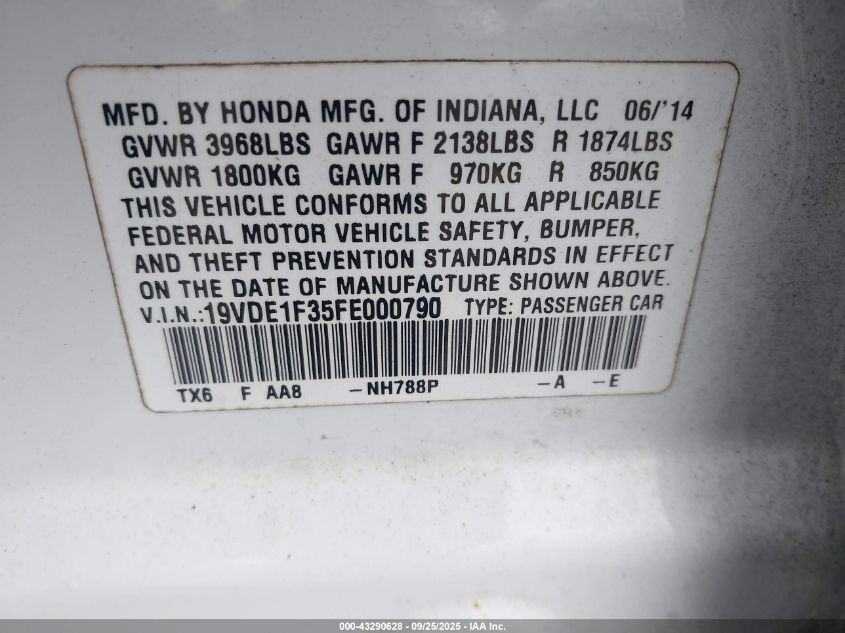 MFD. BY HONDA MFG. OF INDIANA, LLC 06/'14
GVWR 3968LBS GAWR F 2138LBS R 1874LBS
GVWR 1800KG GAWR F 970KG R 850KG
THIS VEHICLE CONFORMS TO ALL APPLICABLE
FEDERAL MOTOR VEHICLE SAFETY, BUMPER,
AND THEFT PREVENTION STANDARDS IN EFFECT
ON THE DATE OF MANUFACTURE SHOWN ABOVE.
V.I.N.:19VDE1F35FE000790 TYPE: PASSENGER CAR
TX6 F AA8 -NH788P -A -E
000-43290628 - 09/25/2025 - IAA Inc.